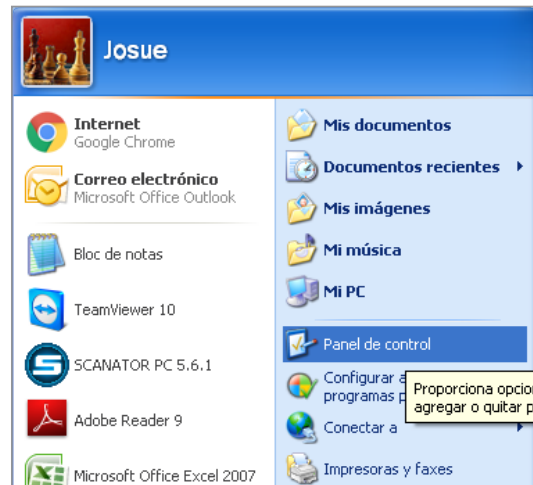 Josue
Internet
Google Chrome
Correo electrónico
Microsoft Office Outlook
Bloc de notas
TeamViewer 10
SCANATOR PC 5.6.1
Adobe Reader 9
Microsoft Office Excel 2007
Mis documentos
Documentos recientes
Mis imágenes
Mi música
Mi PC
Panel de control
Configurar a
programas p
Proporciona opcio
agregar o quitar p
Conectar a
Impresoras y faxes